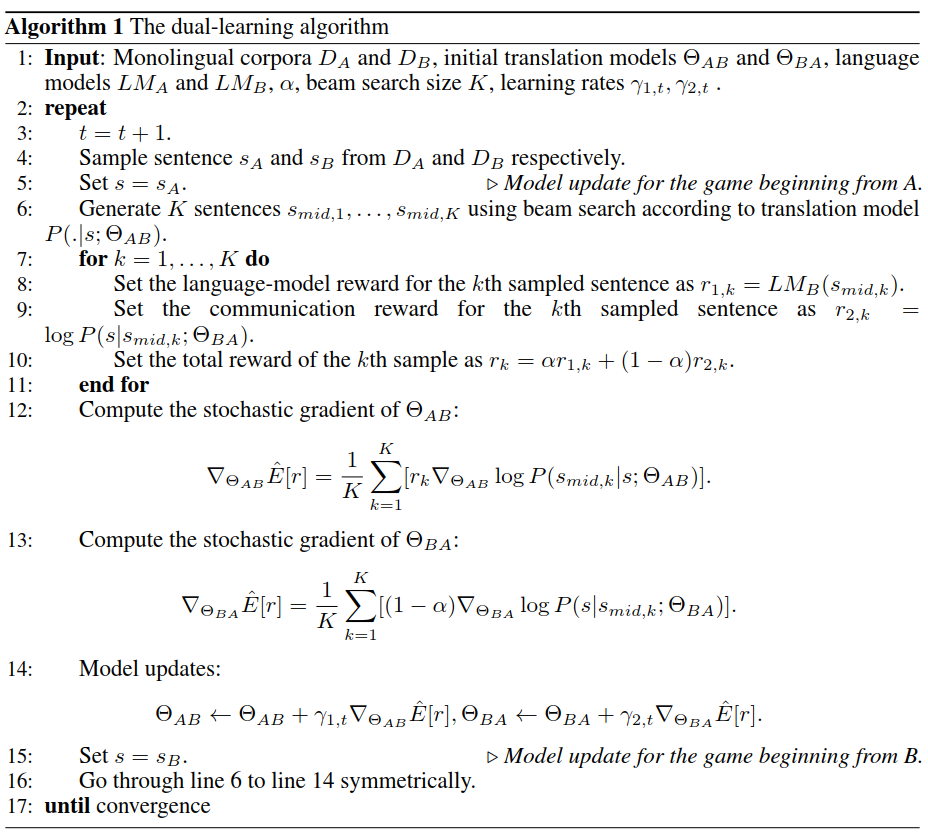 Algorithm 1 The dual-learning algorithm
1: Input: Monolingual corpora $D_A$ and $D_B$, initial translation models $\Theta_{AB}$ and $\Theta_{BA}$, language
models $LM_A$ and $LM_B$, $\alpha$, beam search size $K$, learning rates $\gamma_{1,t}, \gamma_{2,t}$ .
2: repeat
3: $t = t + 1$.
4: Sample sentence $s_A$ and $s_B$ from $D_A$ and $D_B$ respectively.
5: Set $s = s_A$. ▷ Model update for the game beginning from A.
6: Generate $K$ sentences $s_{mid,1}, \ldots, s_{mid,K}$ using beam search according to translation model
$P(.|s; \Theta_{AB})$.
7: for $k = 1, \ldots, K$ do
8: Set the language-model reward for the $k$th sampled sentence as $r_{1,k} = LM_B(s_{mid,k})$.
9: Set the communication reward for the $k$th sampled sentence as $r_{2,k} =$
$\log P(s|s_{mid,k}; \Theta_{BA})$.
10: Set the total reward of the $k$th sample as $r_k = \alpha r_{1,k} + (1 - \alpha) r_{2,k}$.
11: end for
12: Compute the stochastic gradient of $\Theta_{AB}$:
$\nabla_{\Theta_{AB}} \hat{E}[r] = \frac{1}{K} \sum_{k=1}^{K} [r_k \nabla_{\Theta_{AB}} \log P(s_{mid,k}|s; \Theta_{AB})].$
13: Compute the stochastic gradient of $\Theta_{BA}$:
$\nabla_{\Theta_{BA}} \hat{E}[r] = \frac{1}{K} \sum_{k=1}^{K} [(1 - \alpha) \nabla_{\Theta_{BA}} \log P(s|s_{mid,k}; \Theta_{BA})].$
14: Model updates:
$\Theta_{AB} \leftarrow \Theta_{AB} + \gamma_{1,t} \nabla_{\Theta_{AB}} \hat{E}[r], \Theta_{BA} \leftarrow \Theta_{BA} + \gamma_{2,t} \nabla_{\Theta_{BA}} \hat{E}[r].$
15: Set $s = s_B$. ▷ Model update for the game beginning from B.
16: Go through line 6 to line 14 symmetrically.
17: until convergence